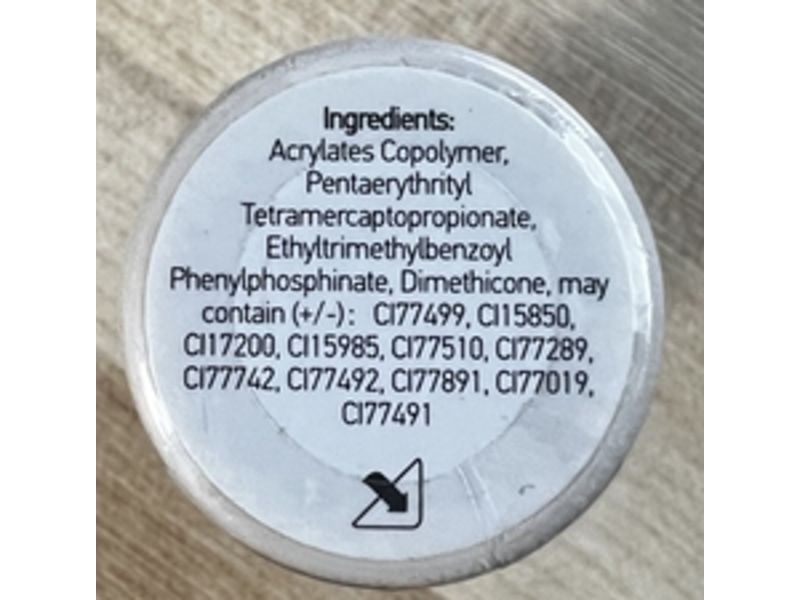 Ingredients:
Acrylates Copolymer,
Pentaerythrityl
Tetramercaptopropionate,
Ethyltrimethylbenzoyl
Phenylphosphinate, Dimethicone, may
contain (+/-): CI77499, CI15850,
CI17200, CI15985, CI77510, CI77289,
CI77742, CI77492, CI77891, CI77019,
CI77491